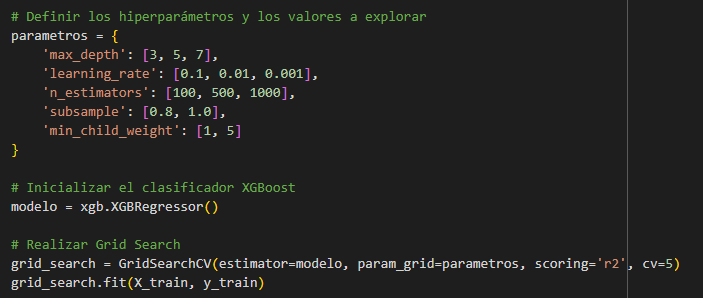 # Definir los hiperparámetros y los valores a explorar
parametros = {
    'max_depth': [3, 5, 7],
    'learning_rate': [0.1, 0.01, 0.001],
    'n_estimators': [100, 500, 1000],
    'subsample': [0.8, 1.0],
    'min_child_weight': [1, 5]
}
# Inicializar el clasificador XGBoost
modelo = xgb.XGBRegressor()
# Realizar Grid Search
grid_search = GridSearchCV(estimator=modelo, param_grid=parametros, scoring='r2', cv=5)
grid_search.fit(X_train, y_train)